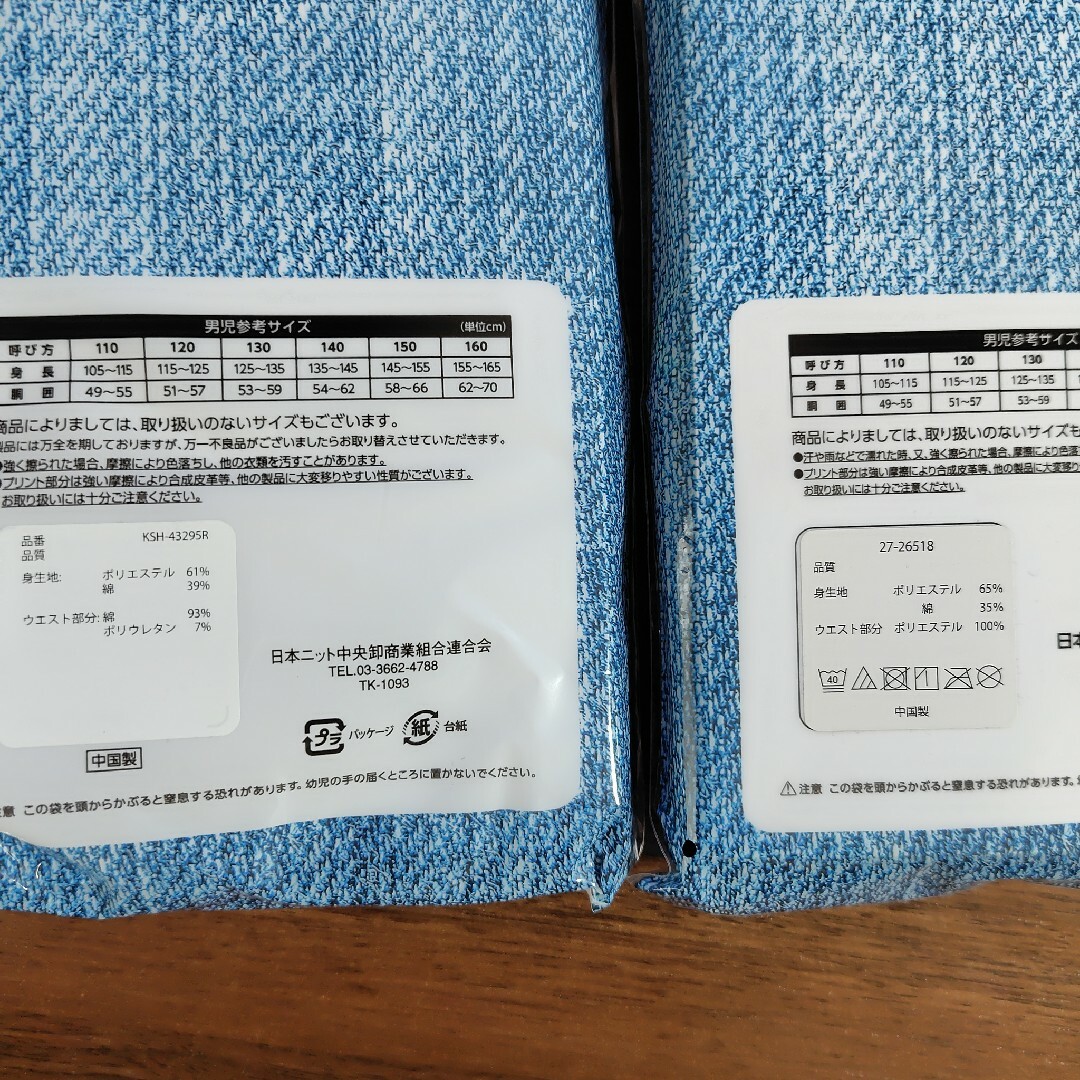 男児参考サイズ (単位cm)
呼び方 110 120 130 140 150 160
身長 105～115 115～125 125～135 135～145 145～155 155～165
胴囲 49～55 51～57 53～59 54～62 58～66 62～70
商品によりましては、取り扱いのないサイズもございます。
製品には万全を期しておりますが、万一不良品がございましたらお取り替えさせていただきます。
●強く擦られた場合、摩擦により色落ちし、他の衣類を汚すことがあります。
●プリント部分は強い摩擦により合成皮革等、他の製品に大変移りやすい性質がございます。
お取り扱いには十分ご注意ください。
品番 KSH-43295R
品質
身生地: ポリエステル 61%
綿 39%
ウエスト部分: 綿 93%
ポリウレタン 7%
日本ニット中央卸商業組合連合会
TEL.03-3662-4788
TK-1093
プラ パッケージ 紙 台紙
中国製
注意 この袋を頭からかぶると窒息する恐れがあります。幼児の手の届くところに置かないでください。
男児参考サイズ
呼び方 110 120 130
身長 105～115 115～125 125～135
胴囲 49～55 51～57 53～59
商品によりましては、取り扱いのないサイズも
●汗や雨などで濡れた時、又、強く擦られた場合、摩擦により色落
●プリント部分は強い摩擦により合成皮革等、他の製品に大変移り
お取り扱いには十分ご注意ください。
27-26518
品質
身生地 ポリエステル 65%
綿 35%
ウエスト部分 ポリエステル 100%
40
中国製
日本
注意 この袋を頭からかぶると窒息する恐れがあります。